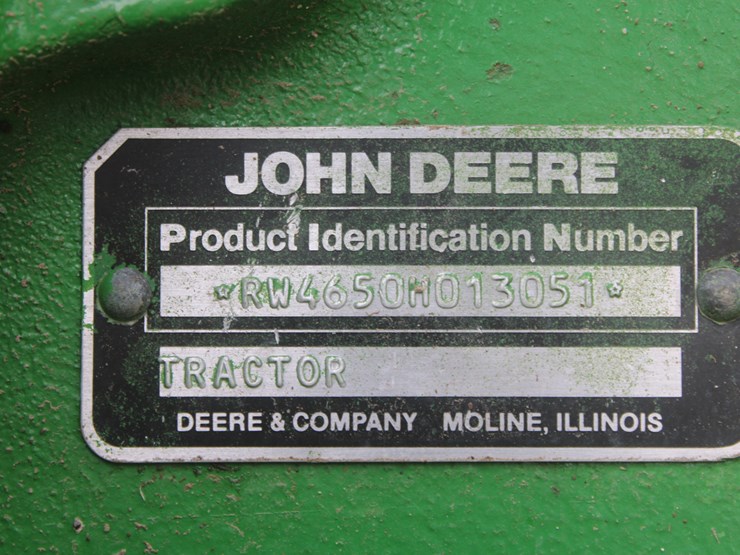 JOHN DEERE
Product Identification Number
*RW4650H013051*
TRACTOR
DEERE & COMPANY MOLINE, ILLINOIS